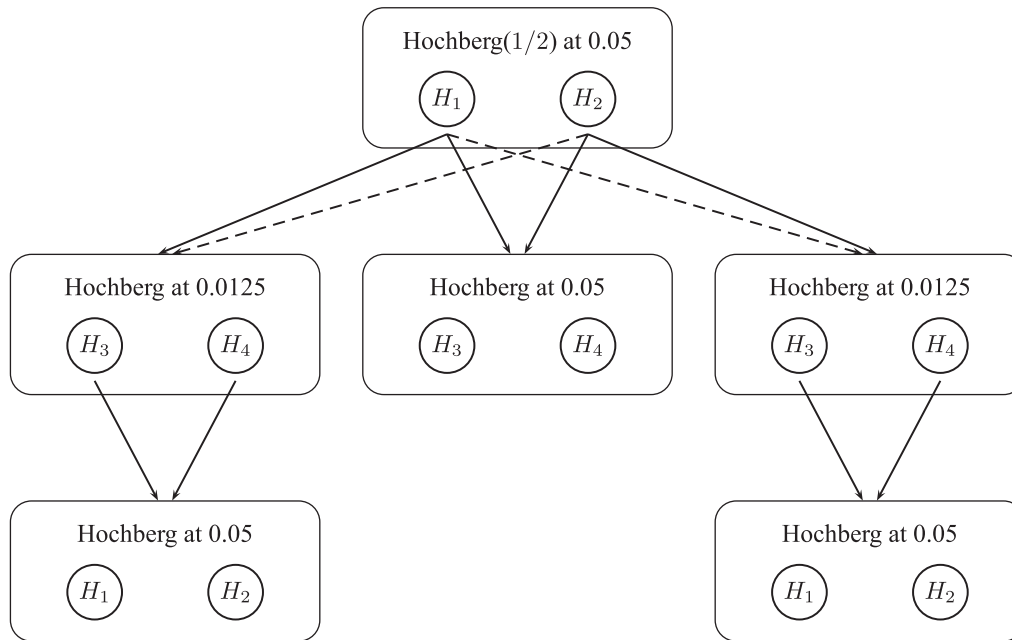 Hochberg(1/2) at 0.05
H₁ H₂
Hochberg at 0.0125
H₃ H₄
Hochberg at 0.05
H₃ H₄
Hochberg at 0.0125
H₃ H₄
Hochberg at 0.05
H₁ H₂
Hochberg at 0.05
H₁ H₂